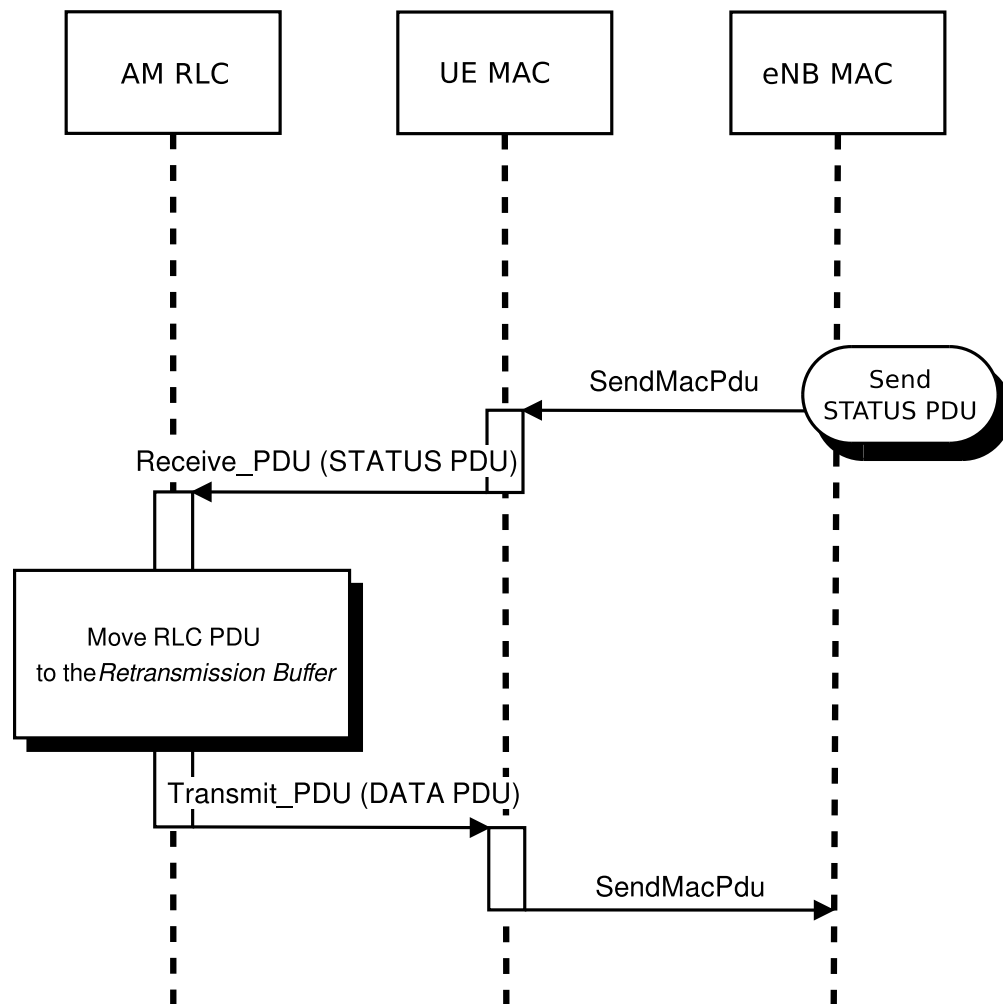 AM RLC
UE MAC
eNB MAC
Send
STATUS PDU
SendMacPdu
Receive_PDU (STATUS PDU)
Move RLC PDU
to the Retransmission Buffer
Transmit_PDU (DATA PDU)
SendMacPdu